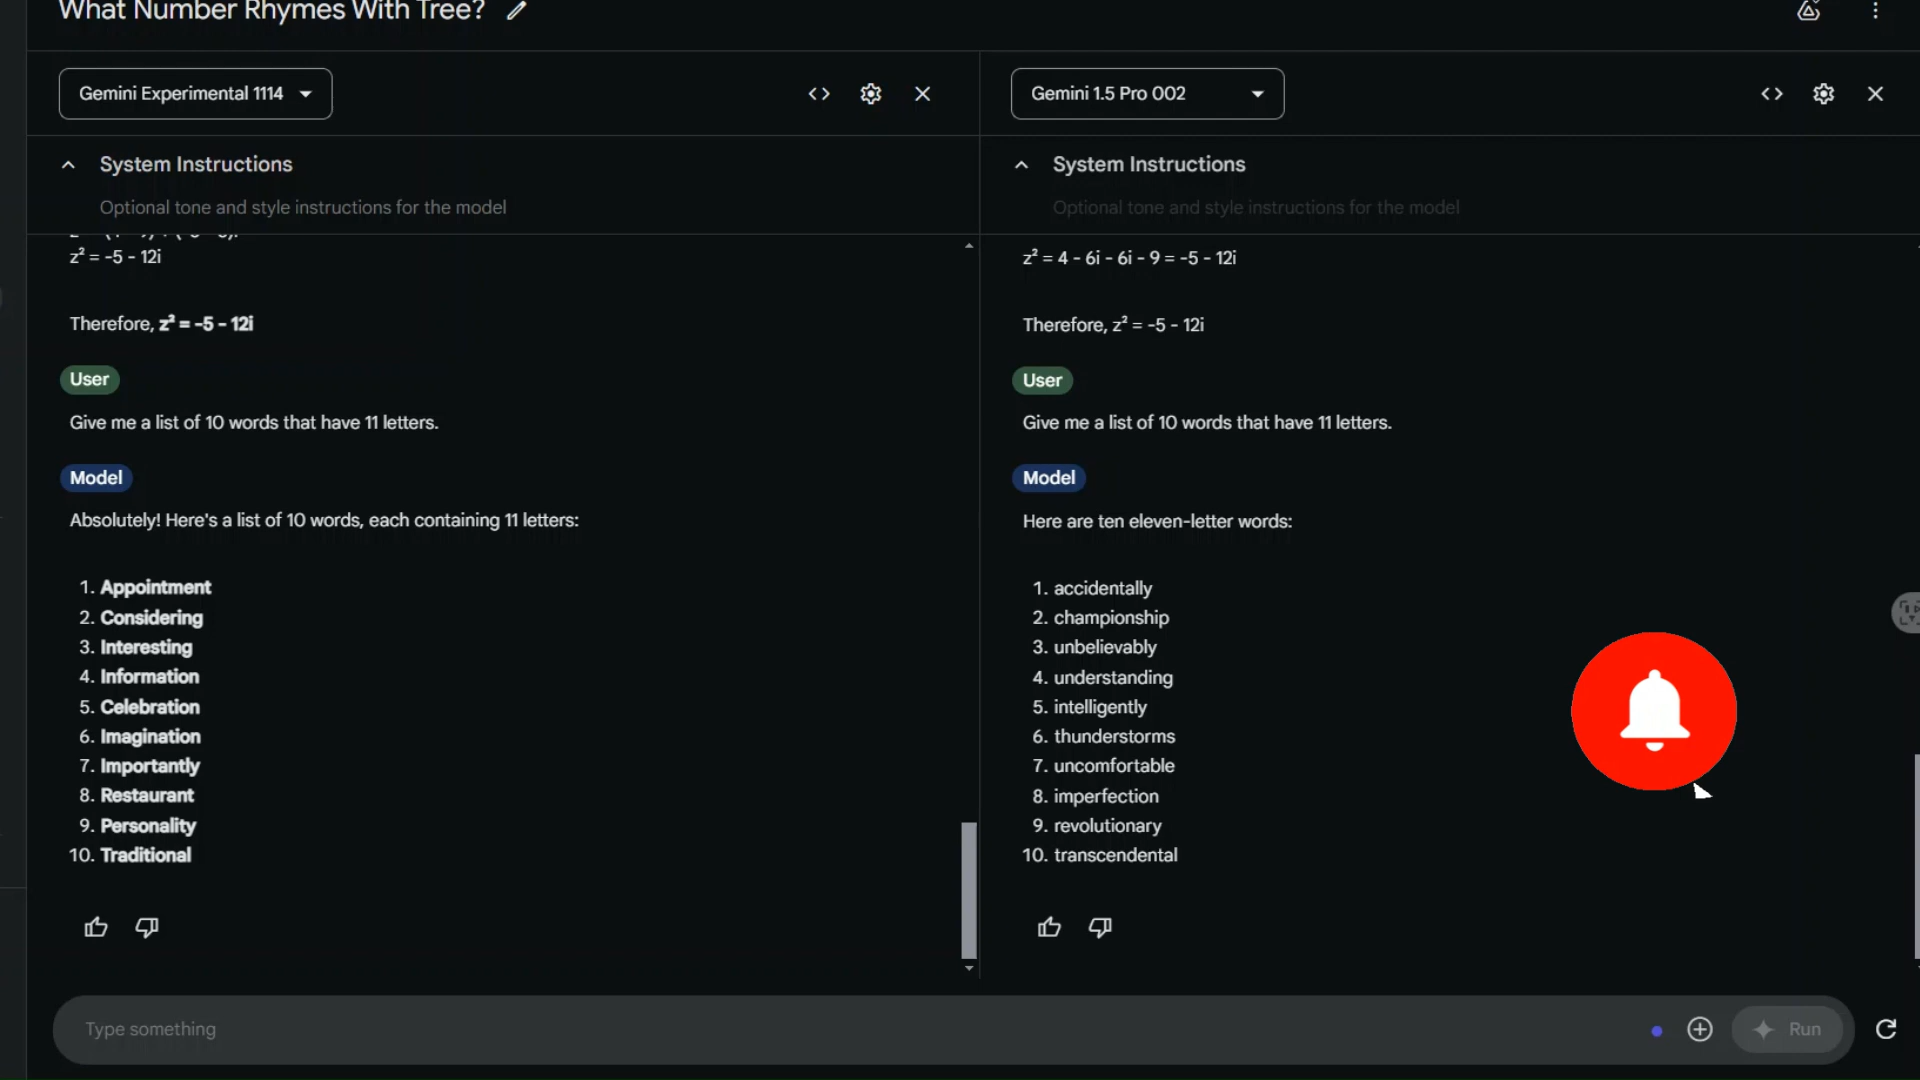 What Number Rhymes With Tree?
Gemini Experimental 1114
System Instructions
Optional tone and style instructions for the model
z² = -5 - 12i
Therefore, z² = -5 - 12i
User
Give me a list of 10 words that have 11 letters.
Model
Absolutely! Here's a list of 10 words, each containing 11 letters:
1. Appointment
2. Considering
3. Interesting
4. Information
5. Celebration
6. Imagination
7. Importantly
8. Restaurant
9. Personality
10. Traditional
Gemini 1.5 Pro 002
System Instructions
Optional tone and style instructions for the model
z² = 4 - 6i - 6i - 9 = -5 - 12i
Therefore, z² = -5 - 12i
User
Give me a list of 10 words that have 11 letters.
Model
Here are ten eleven-letter words:
1. accidentally
2. championship
3. unbelievably
4. understanding
5. intelligently
6. thunderstorms
7. uncomfortable
8. imperfection
9. revolutionary
10. transcendental
Type something
Run